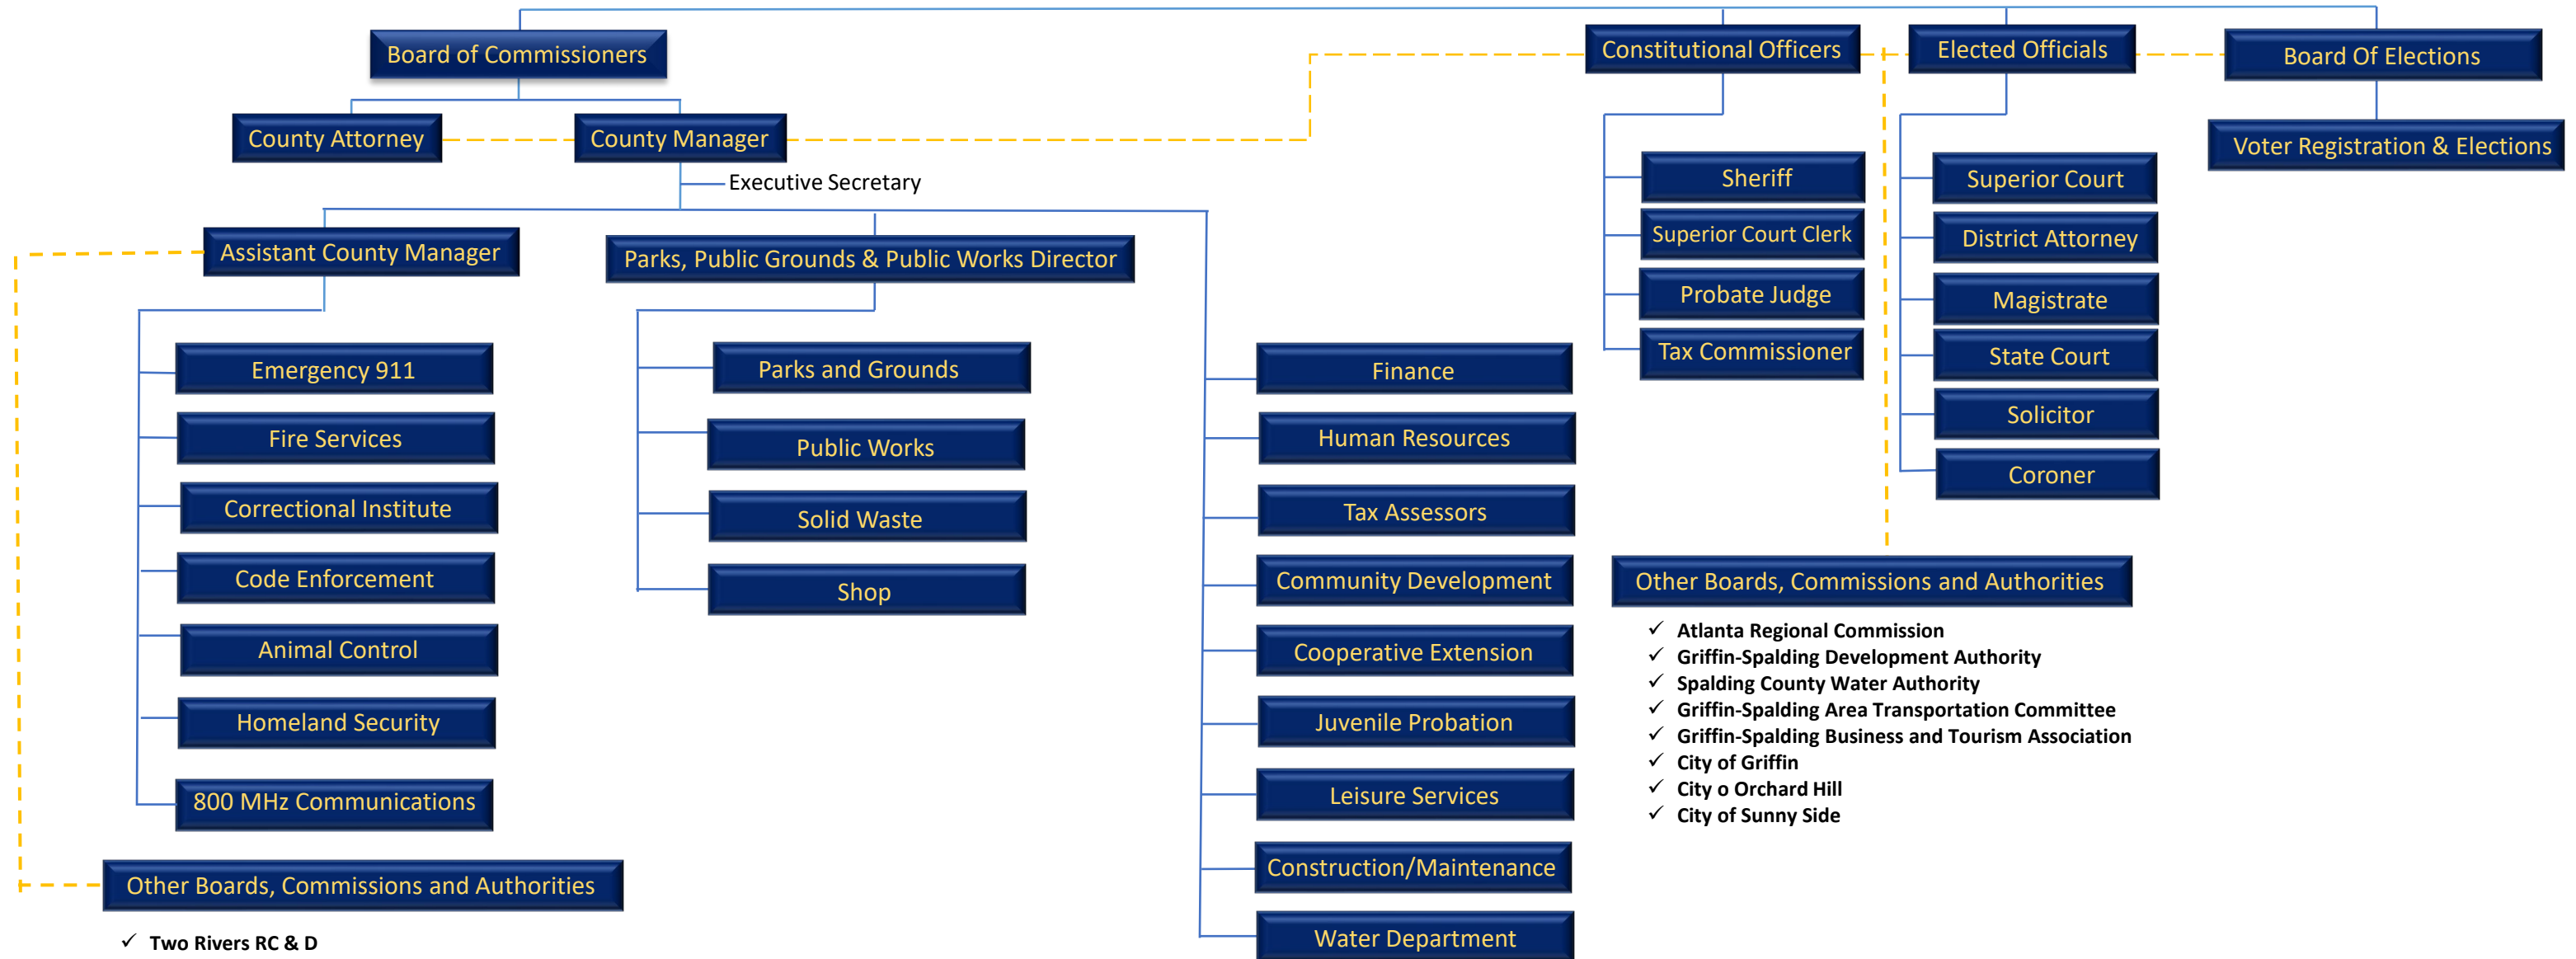 Board of Commissioners
Constitutional Officers
Elected Officials
Board Of Elections
County Attorney
County Manager
Voter Registration & Elections
Executive Secretary
Assistant County Manager
Parks, Public Grounds & Public Works Director
Emergency 911
Fire Services
Correctional Institute
Code Enforcement
Animal Control
Homeland Security
800 MHz Communications
Other Boards, Commissions and Authorities
✓ Two Rivers RC & D
Parks and Grounds
Public Works
Solid Waste
Shop
Finance
Human Resources
Tax Assessors
Community Development
Cooperative Extension
Juvenile Probation
Leisure Services
Construction/Maintenance
Water Department
Sheriff
Superior Court Clerk
Probate Judge
Tax Commissioner
Superior Court
District Attorney
Magistrate
State Court
Solicitor
Coroner
Other Boards, Commissions and Authorities
✓ Atlanta Regional Commission
✓ Griffin-Spalding Development Authority
✓ Spalding County Water Authority
✓ Griffin-Spalding Area Transportation Committee
✓ Griffin-Spalding Business and Tourism Association
✓ City of Griffin
✓ City o Orchard Hill
✓ City of Sunny Side